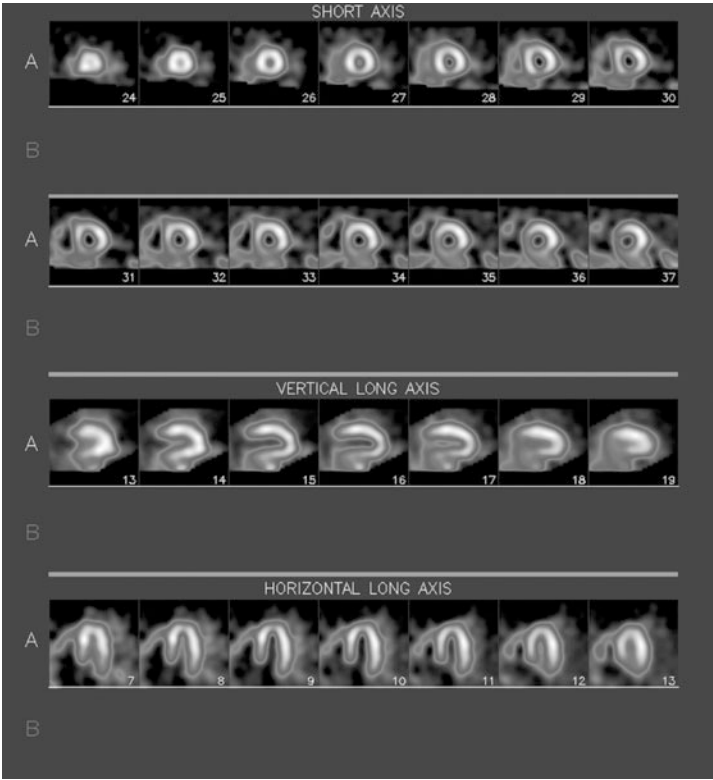 SHORT AXIS
A
24 25 26 27 28 29 30
B
A
31 32 33 34 35 36 37
B
VERTICAL LONG AXIS
A
13 14 15 16 17 18 19
B
HORIZONTAL LONG AXIS
A
7 8 9 10 11 12 13
B